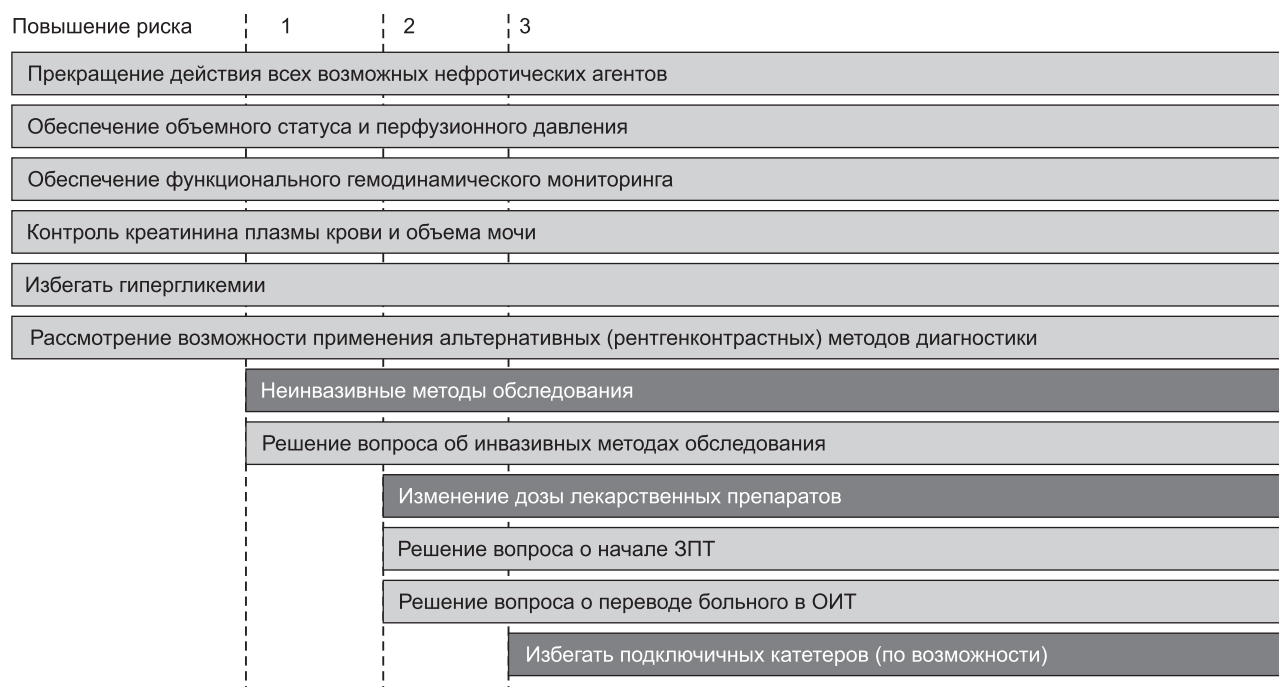 Повышение риска 1 2 3
Прекращение действия всех возможных нефротических агентов
Обеспечение объемного статуса и перфузионного давления
Обеспечение функционального гемодинамического мониторинга
Контроль креатинина плазмы крови и объема мочи
Избегать гипергликемии
Рассмотрение возможности применения альтернативных (рентгенконтрастных) методов диагностики
Неинвазивные методы обследования
Решение вопроса об инвазивных методах обследования
Изменение дозы лекарственных препаратов
Решение вопроса о начале ЗПТ
Решение вопроса о переводе больного в ОИТ
Избегать подключичных катетеров (по возможности)